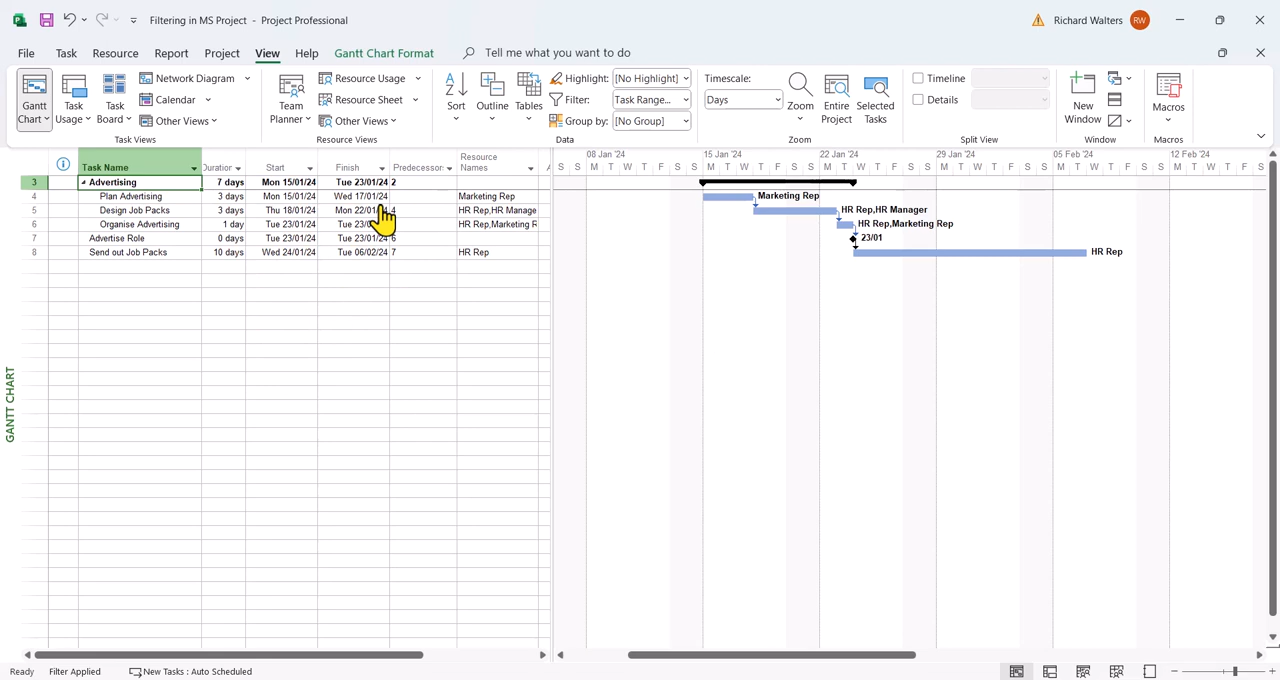 Filtering in MS Project - Project Professional
Richard Walters RW
File Task Resource Report Project View Help Gantt Chart Format Tell me what you want to do
Gantt Chart
Task Usage
Task Board
Network Diagram
Calendar
Other Views
Task Views
Team Planner
Resource Usage
Resource Sheet
Other Views
Resource Views
Sort
Outline
Tables
Highlight: [No Highlight]
Filter: Task Range...
Group by: [No Group]
Data
Timescale:
Days
Zoom
Entire Project
Selected Tasks
Zoom
Timeline
Details
Split View
New Window
Window
Macros
Macros
Task Name Duration Start Finish Predecessors Resource Names
08 Jan '24 15 Jan '24 22 Jan '24 29 Jan '24 05 Feb '24 12 Feb '24
S S M T W T F S S M T W T F S S M T W T F S S M T W T F S S M T W T F S S M T W T F S
3 Advertising 7 days Mon 15/01/24 Tue 23/01/24 2
4 Plan Advertising 3 days Mon 15/01/24 Wed 17/01/24 Marketing Rep
Marketing Rep
5 Design Job Packs 3 days Thu 18/01/24 Mon 22/01/ 4 HR Rep,HR Manage
HR Rep,HR Manager
6 Organise Advertising 1 day Tue 23/01/24 Tue 23/ HR Rep,Marketing R
HR Rep,Marketing Rep
7 Advertise Role 0 days Tue 23/01/24 Tue 23/01/24 6
23/01
8 Send out Job Packs 10 days Wed 24/01/24 Tue 06/02/24 7 HR Rep
HR Rep
GANTT CHART
Ready Filter Applied New Tasks : Auto Scheduled